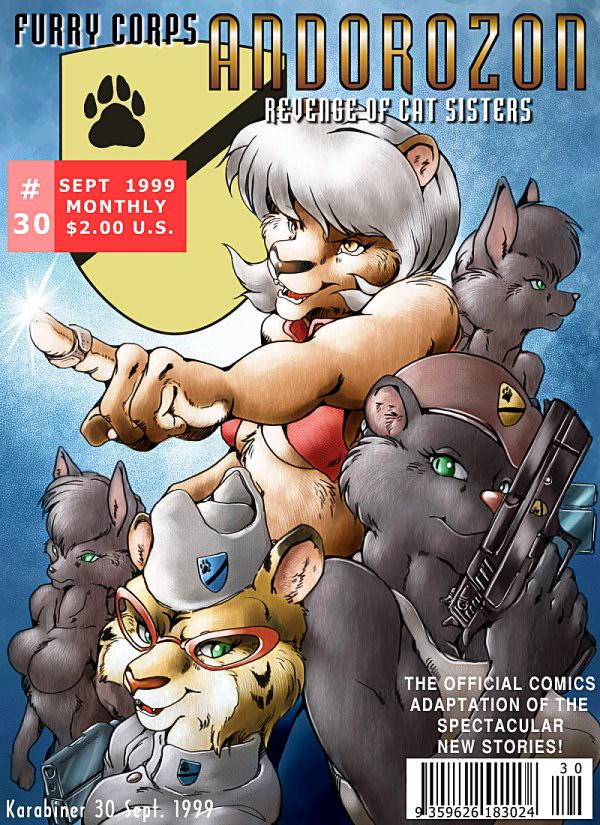 FURRY CORPS
ANDOROZON
REVENGE OF CAT SISTERS
# 30
SEPT 1999
MONTHLY
$2.00 U.S.
THE OFFICIAL COMICS
ADAPTATION OF THE
SPECTACULAR
NEW STORIES!
30
9 359626 183024
Karabiner 30 Sept. 1999